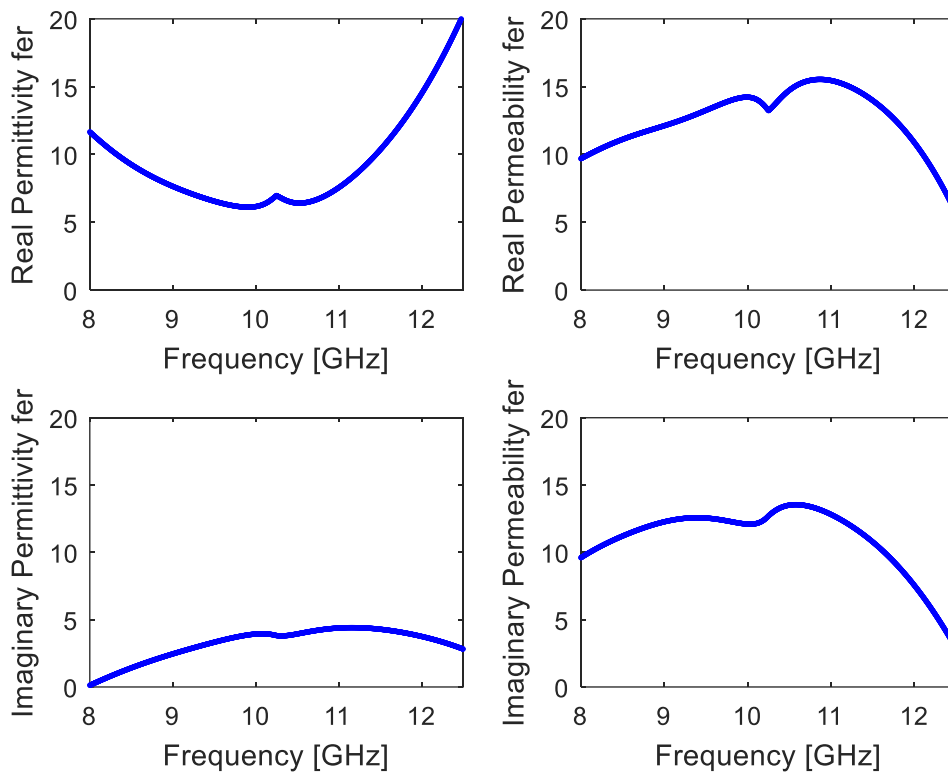 Real Permittivity fer
20
15
10
5
0
8 9 10 11 12
Frequency [GHz]
Real Permeability fer
20
15
10
5
0
8 9 10 11 12
Frequency [GHz]
Imaginary Permittivity fer
20
15
10
5
0
8 9 10 11 12
Frequency [GHz]
Imaginary Permeability fer
20
15
10
5
0
8 9 10 11 12
Frequency [GHz]